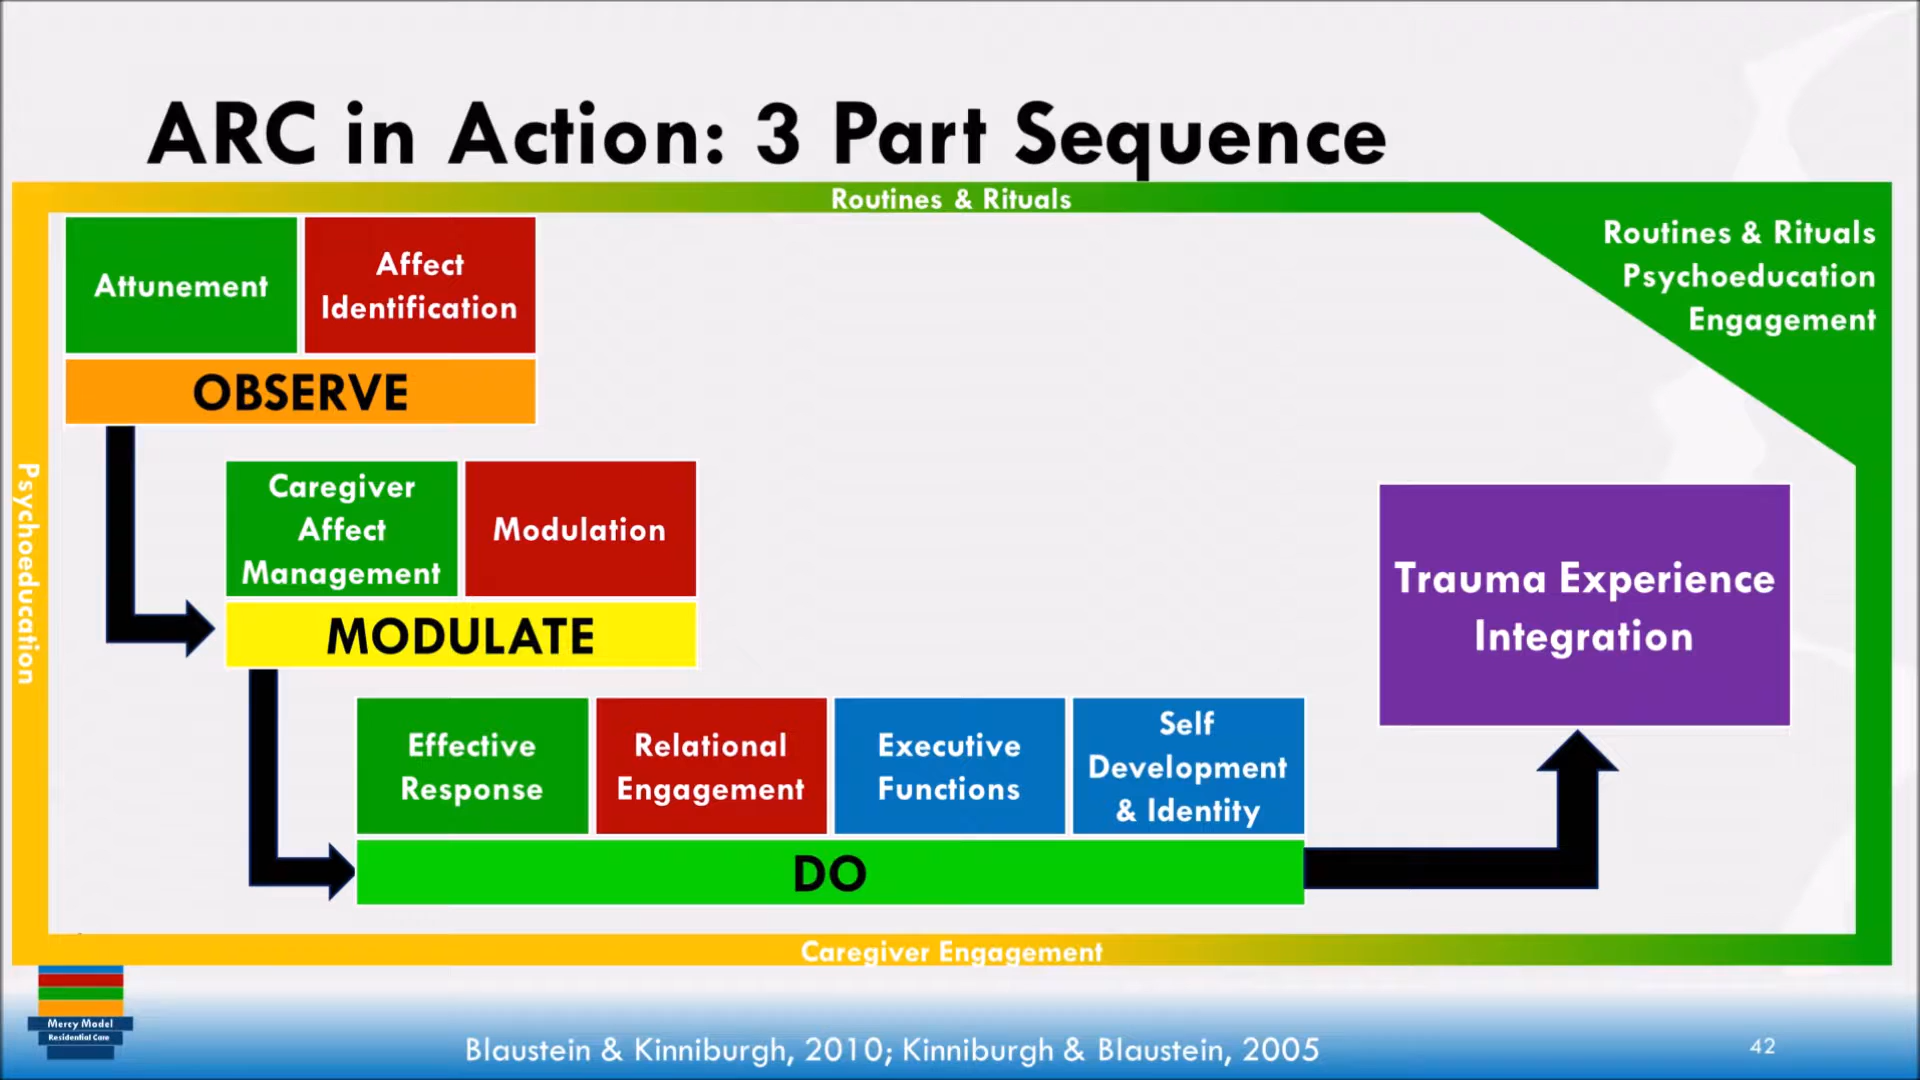 ARC in Action: 3 Part Sequence
Routines & Rituals
Routines & Rituals
Psychoeducation
Engagement
Attunement
Affect
Identification
OBSERVE
Psychoeducation
Caregiver
Affect
Management
Modulation
MODULATE
Trauma Experience
Integration
Effective
Response
Relational
Engagement
Executive
Functions
Self
Development
& Identity
DO
Caregiver Engagement
Mercy Model
Residential Care
Blaustein & Kinniburgh, 2010; Kinniburgh & Blaustein, 2005
42